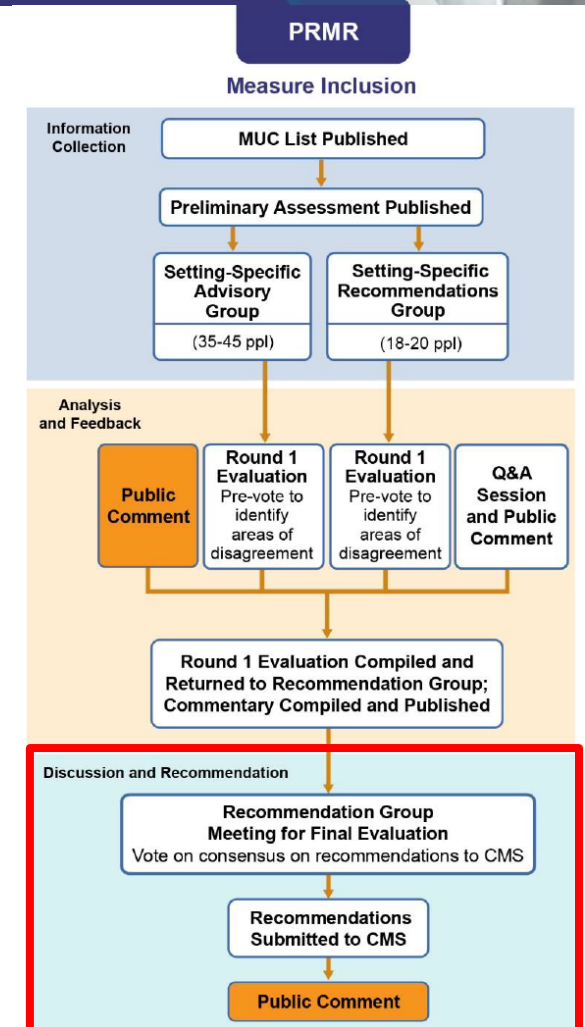 PRMR
Measure Inclusion
Information
Collection
MUC List Published
Preliminary Assessment Published
Setting-Specific
Advisory
Group
(35-45 ppl)
Setting-Specific
Recommendations
Group
(18-20 ppl)
Analysis
and Feedback
Public
Comment
Round 1
Evaluation
Pre-vote to
identify
areas of
disagreement
Round 1
Evaluation
Pre-vote to
identify
areas of
disagreement
Q&A
Session
and Public
Comment
Round 1 Evaluation Compiled and
Returned to Recommendation Group;
Commentary Compiled and Published
Discussion and Recommendation
Recommendation Group
Meeting for Final Evaluation
Vote on consensus on recommendations to CMS
Recommendations
Submitted to CMS
Public Comment